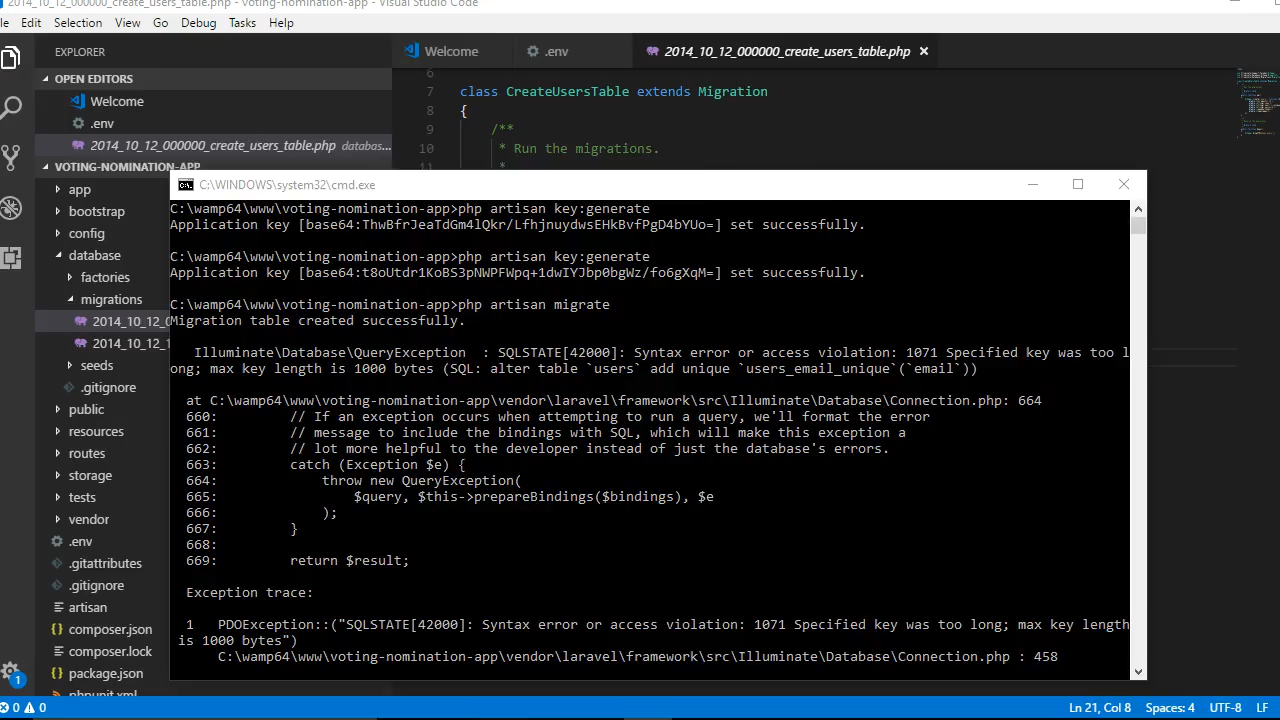 2014_10_12_000000_create_users_table.php - voting-nomination-app - Visual Studio Code
Edit Selection View Go Debug Tasks Help
EXPLORER
Welcome
.env
2014_10_12_000000_create_users_table.php
OPEN EDITORS
Welcome
.env
2014_10_12_000000_create_users_table.php databas...
VOTING-NOMINATION-APP
app
bootstrap
config
database
factories
migrations
2014_10_12_0
2014_10_12_1
seeds
.gitignore
public
resources
routes
storage
tests
vendor
.env
.gitattributes
.gitignore
artisan
composer.json
composer.lock
package.json
phpunit.xml
6
7 class CreateUsersTable extends Migration
8 {
9 /**
10 * Run the migrations.
11 *
C:\WINDOWS\system32\cmd.exe
C:\wamp64\www\voting-nomination-app>php artisan key:generate
Application key [base64:ThwBfrJeaTdGm4lQkr/LfhjnuydwsEHkBvfPgD4bYUo=] set successfully.
C:\wamp64\www\voting-nomination-app>php artisan key:generate
Application key [base64:t8oUtdr1KoBS3pNWPFWpq+1dwIYJbp0bgWz/fo6gXqM=] set successfully.
C:\wamp64\www\voting-nomination-app>php artisan migrate
Migration table created successfully.
Illuminate\Database\QueryException : SQLSTATE[42000]: Syntax error or access violation: 1071 Specified key was too l
ong; max key length is 1000 bytes (SQL: alter table `users` add unique `users_email_unique`(`email`))
at C:\wamp64\www\voting-nomination-app\vendor\laravel\framework\src\Illuminate\Database\Connection.php: 664
660: // If an exception occurs when attempting to run a query, we'll format the error
661: // message to include the bindings with SQL, which will make this exception a
662: // lot more helpful to the developer instead of just the database's errors.
663: catch (Exception $e) {
664: throw new QueryException(
665: $query, $this->prepareBindings($bindings), $e
666: );
667: }
668:
669: return $result;
Exception trace:
1 PDOException::("SQLSTATE[42000]: Syntax error or access violation: 1071 Specified key was too long; max key length
is 1000 bytes")
C:\wamp64\www\voting-nomination-app\vendor\laravel\framework\src\Illuminate\Database\Connection.php : 458
1
0 0
Ln 21, Col 8 Spaces: 4 UTF-8 LF